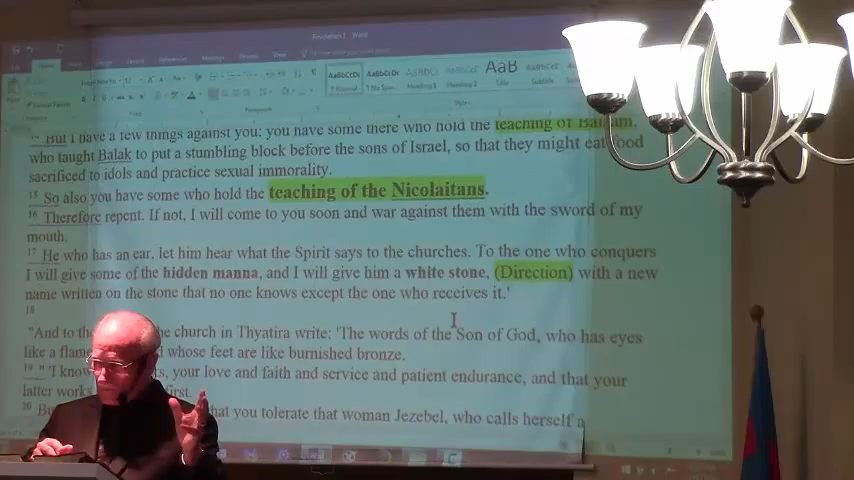 AaBbCcDc AaBbCcDc AaBbC AaBbCc AaB AaBbCc
But I have a few things against you: you have some there who hold the teaching of Balaam,
who taught Balak to put a stumbling block before the sons of Israel, so that they might eat food
sacrificed to idols and practice sexual immorality.
15 So also you have some who hold the teaching of the Nicolaitans.
16 Therefore repent. If not, I will come to you soon and war against them with the sword of my
mouth.
17 He who has an ear, let him hear what the Spirit says to the churches. To the one who conquers
I will give some of the hidden manna, and I will give him a white stone, (Direction) with a new
name written on the stone that no one knows except the one who receives it.'
18
"And to the church in Thyatira write: 'The words of the Son of God, who has eyes
like a flam whose feet are like burnished bronze.
19 "'I know your love and faith and service and patient endurance, and that your
latter works first.
20 that you tolerate that woman Jezebel, who calls herself a